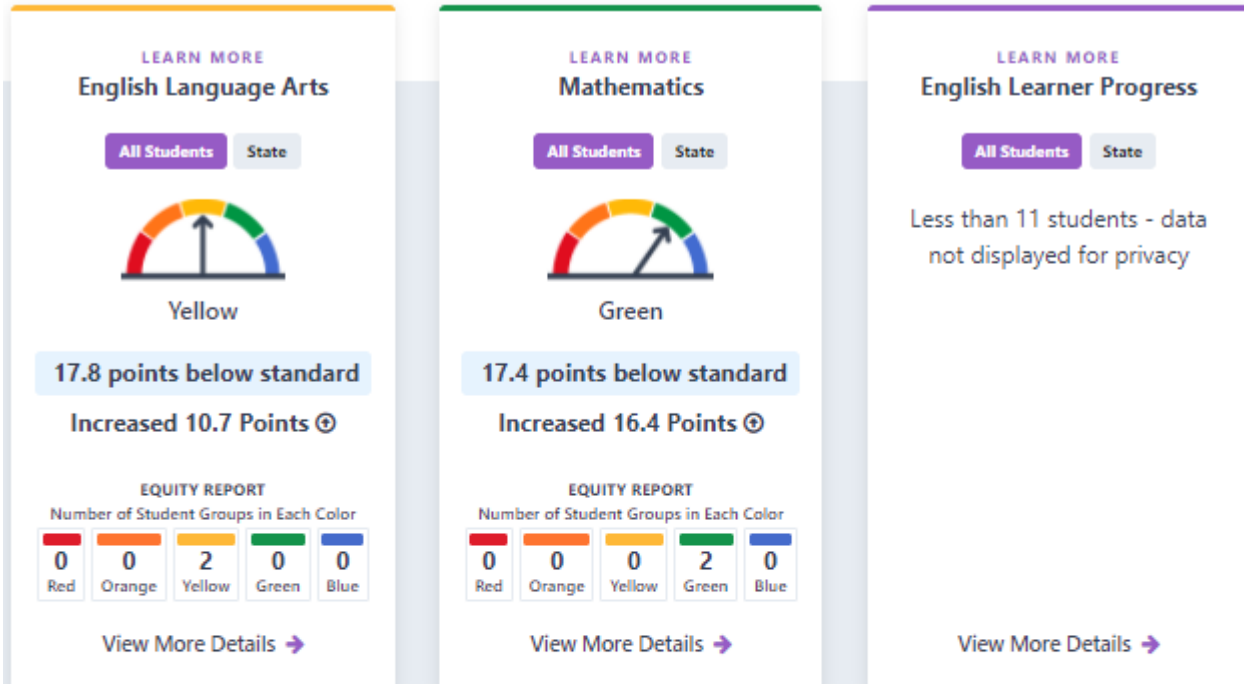 LEARN MORE
English Language Arts
All Students State
Yellow
17.8 points below standard
Increased 10.7 Points
EQUITY REPORT
Number of Student Groups in Each Color
0 0 2 0 0
Red Orange Yellow Green Blue
View More Details
LEARN MORE
Mathematics
All Students State
Green
17.4 points below standard
Increased 16.4 Points
EQUITY REPORT
Number of Student Groups in Each Color
0 0 0 2 0
Red Orange Yellow Green Blue
View More Details
LEARN MORE
English Learner Progress
All Students State
Less than 11 students - data
not displayed for privacy
View More Details